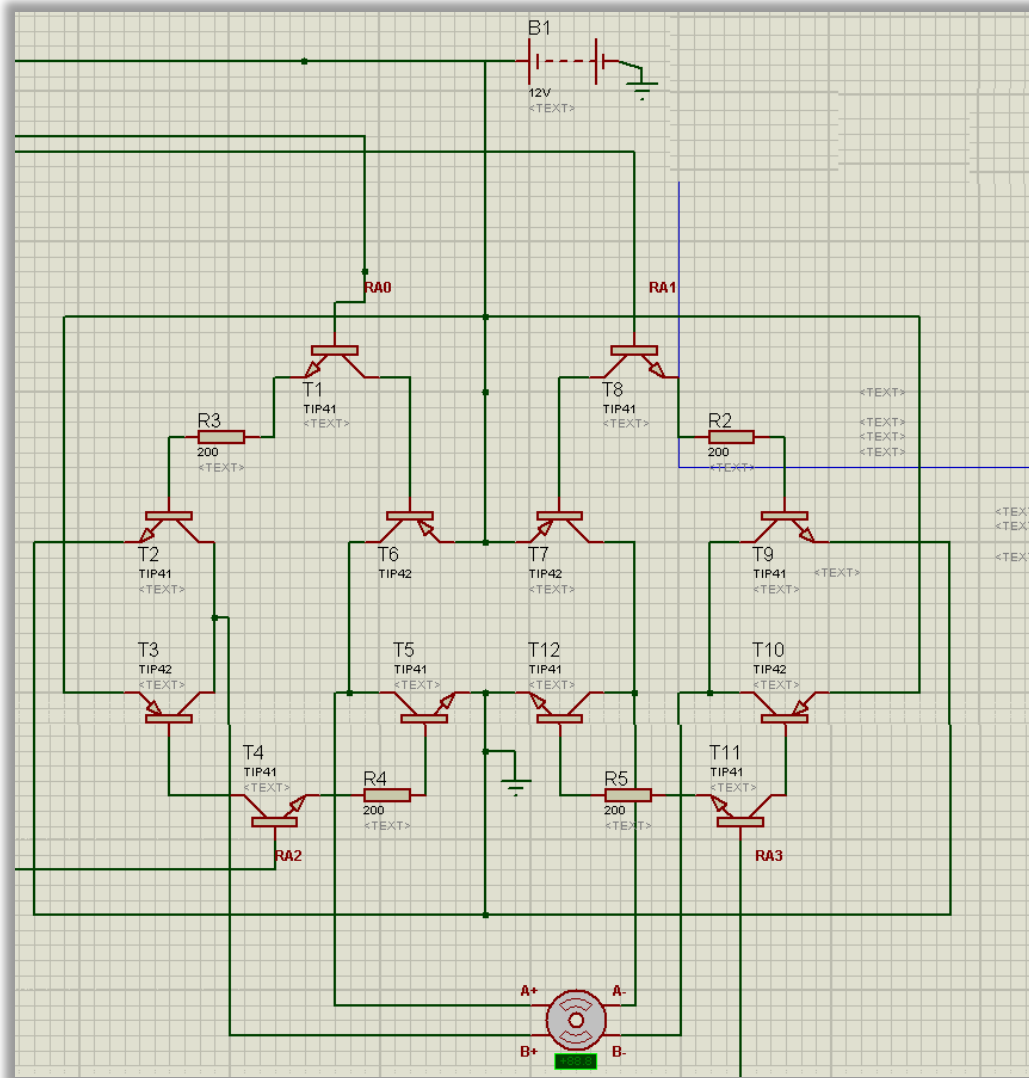 B1
12V
<TEXT>
RA0
RA1
T1
TIP41
<TEXT>
T8
TIP41
<TEXT>
<TEXT>
<TEXT>
<TEXT>
<TEXT>
R3
200
<TEXT>
R2
200
<TEXT>
<TEX
<TEX
<TEX
T2
TIP41
<TEXT>
T6
TIP42
T7
TIP42
<TEXT>
T9
TIP41
<TEXT>
<TEXT>
T3
TIP42
<TEXT>
T5
TIP41
<TEXT>
T12
TIP41
<TEXT>
T10
TIP42
<TEXT>
T4
TIP41
<TEXT>
R4
200
<TEXT>
R5
200
<TEXT>
T11
TIP41
<TEXT>
RA2
RA3
A+
A-
B+
B-